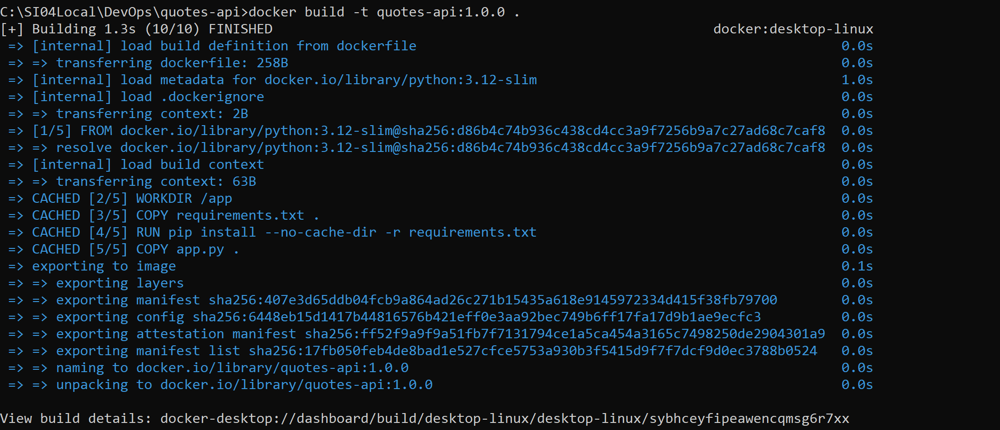 C:\SI04Local\DevOps\quotes-api>docker build -t quotes-api:1.0.0 .
[+] Building 1.3s (10/10) FINISHED docker:desktop-linux
=> [internal] load build definition from dockerfile 0.0s
=> => transferring dockerfile: 258B 0.0s
=> [internal] load metadata for docker.io/library/python:3.12-slim 1.0s
=> [internal] load .dockerignore 0.0s
=> => transferring context: 2B 0.0s
=> [1/5] FROM docker.io/library/python:3.12-slim@sha256:d86b4c74b936c438cd4cc3a9f7256b9a7c27ad68c7caf8 0.0s
=> => resolve docker.io/library/python:3.12-slim@sha256:d86b4c74b936c438cd4cc3a9f7256b9a7c27ad68c7caf8 0.0s
=> [internal] load build context 0.0s
=> => transferring context: 63B 0.0s
=> CACHED [2/5] WORKDIR /app 0.0s
=> CACHED [3/5] COPY requirements.txt . 0.0s
=> CACHED [4/5] RUN pip install --no-cache-dir -r requirements.txt 0.0s
=> CACHED [5/5] COPY app.py . 0.0s
=> exporting to image 0.1s
=> => exporting layers 0.0s
=> => exporting manifest sha256:407e3d65ddb04fcb9a864ad26c271b15435a618e9145972334d415f38fb79700 0.0s
=> => exporting config sha256:6448eb15d1417b44816576b421eff0e3aa92bec749b6ff17fa17d9b1ae9ecfc3 0.0s
=> => exporting attestation manifest sha256:ff52f9a9f9a51fb7f7131794ce1a5ca454a3165c7498250de2904301a9 0.0s
=> => exporting manifest list sha256:17fb050feb4de8bad1e527cfce5753a930b3f5415d9f7f7dcf9d0ec3788b0524 0.0s
=> => naming to docker.io/library/quotes-api:1.0.0 0.0s
=> => unpacking to docker.io/library/quotes-api:1.0.0 0.0s
View build details: docker-desktop://dashboard/build/desktop-linux/desktop-linux/sybhceyfipeawencqmsg6r7xx